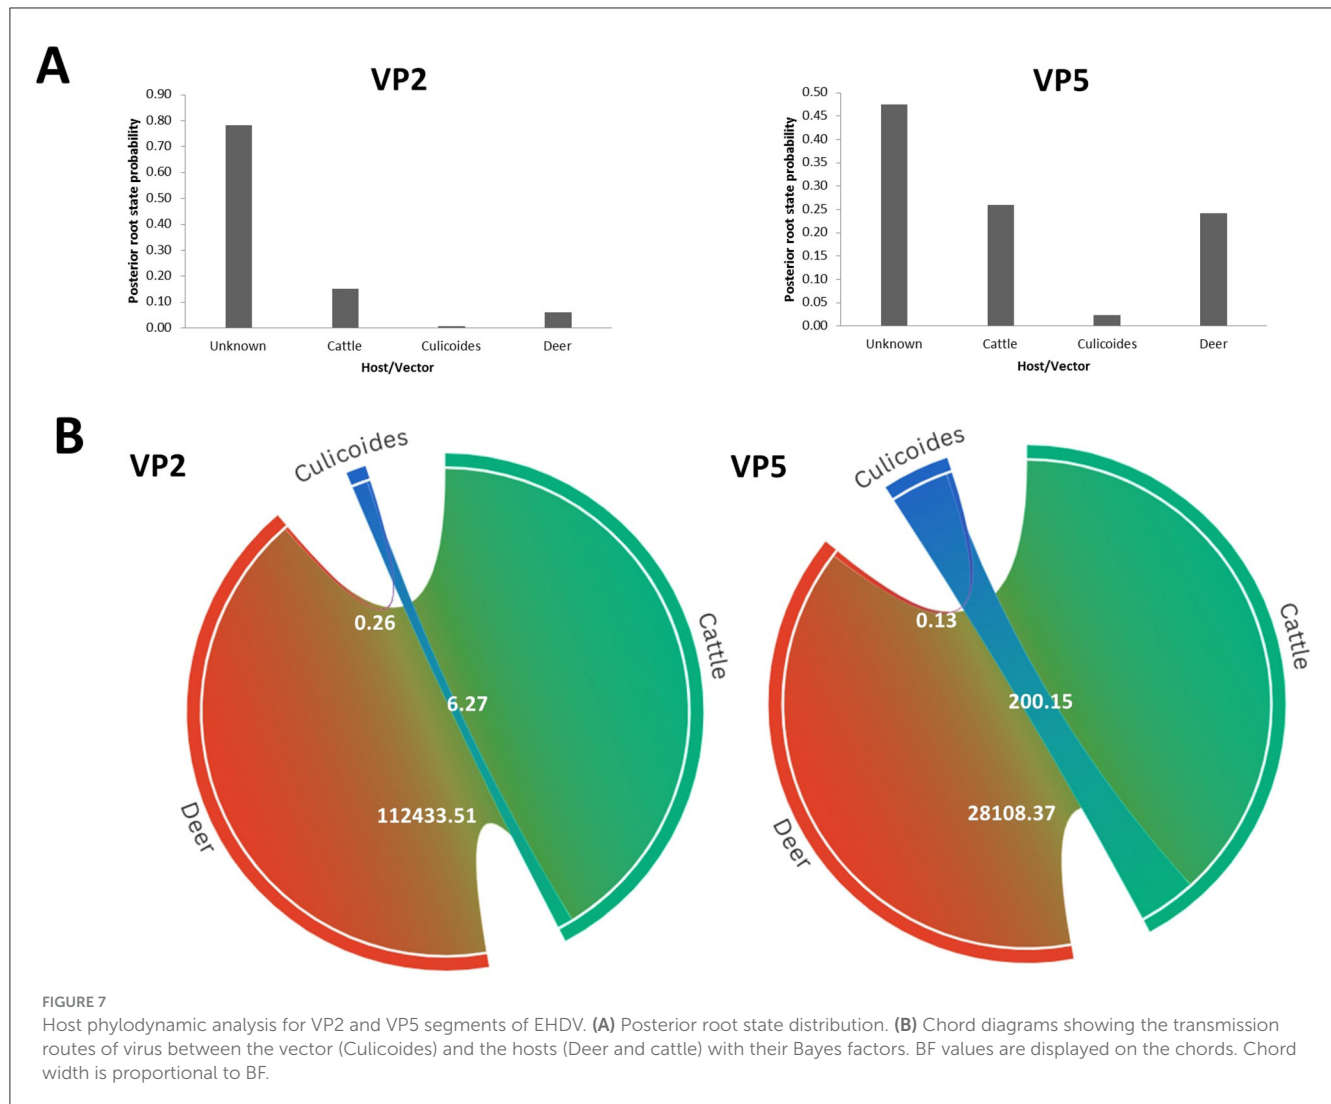 A
VP2
Posterior root state probability
0.90
0.80
0.70
0.60
0.50
0.40
0.30
0.20
0.10
0.00
Unknown
Cattle
Culicoides
Deer
Host/Vector
VP5
Posterior root state probability
0.50
0.45
0.40
0.35
0.30
0.25
0.20
0.15
0.10
0.05
0.00
Unknown
Cattle
Culicoides
Deer
Host/Vector
B
VP2
Culicoides
Cattle
Deer
0.26
6.27
112433.51
VP5
Culicoides
Cattle
Deer
0.13
200.15
28108.37
FIGURE 7
Host phylodynamic analysis for VP2 and VP5 segments of EHDV. (A) Posterior root state distribution. (B) Chord diagrams showing the transmission
routes of virus between the vector (Culicoides) and the hosts (Deer and cattle) with their Bayes factors. BF values are displayed on the chords. Chord
width is proportional to BF.